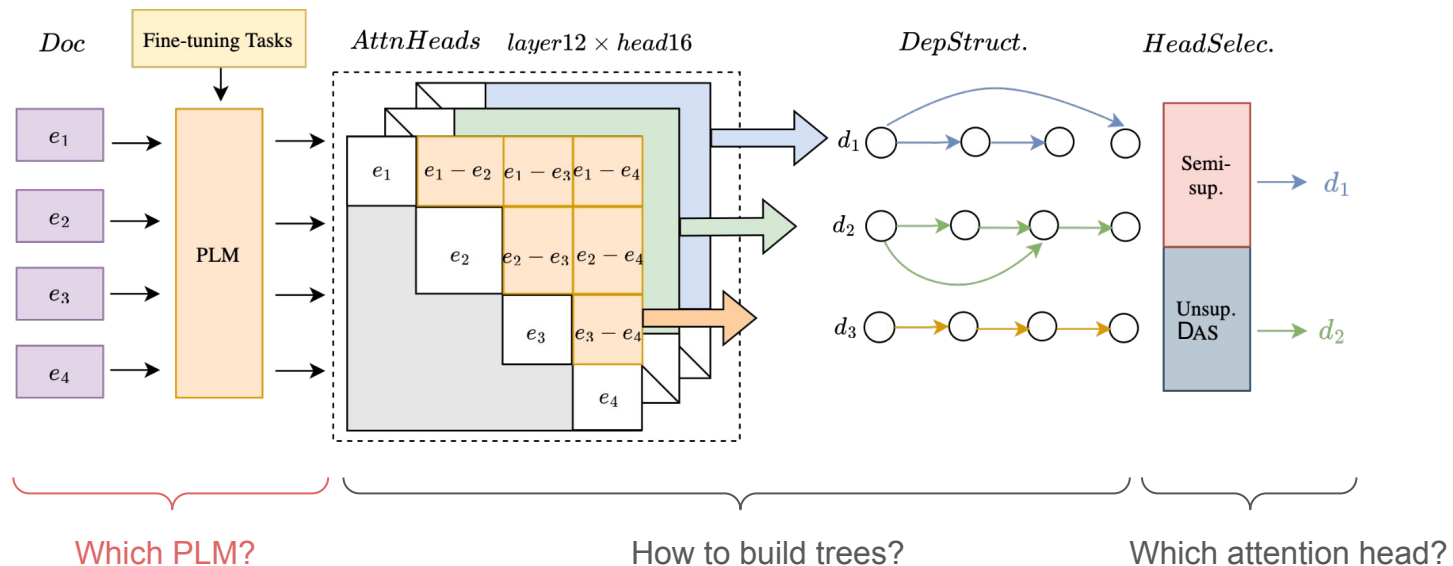 Doc
Fine-tuning Tasks
AttnHeads layer12 × head16
DepStruct.
HeadSelec.
e₁
e₂
e₃
e₄
PLM
e₁ e₁ − e₂ e₁ − e₃ e₁ − e₄
e₂ e₂ − e₃ e₂ − e₄
e₃ e₃ − e₄
e₄
d₁
d₂
d₃
Semi-
sup.
Unsup.
DAS
d₁
d₂
Which PLM?
How to build trees?
Which attention head?